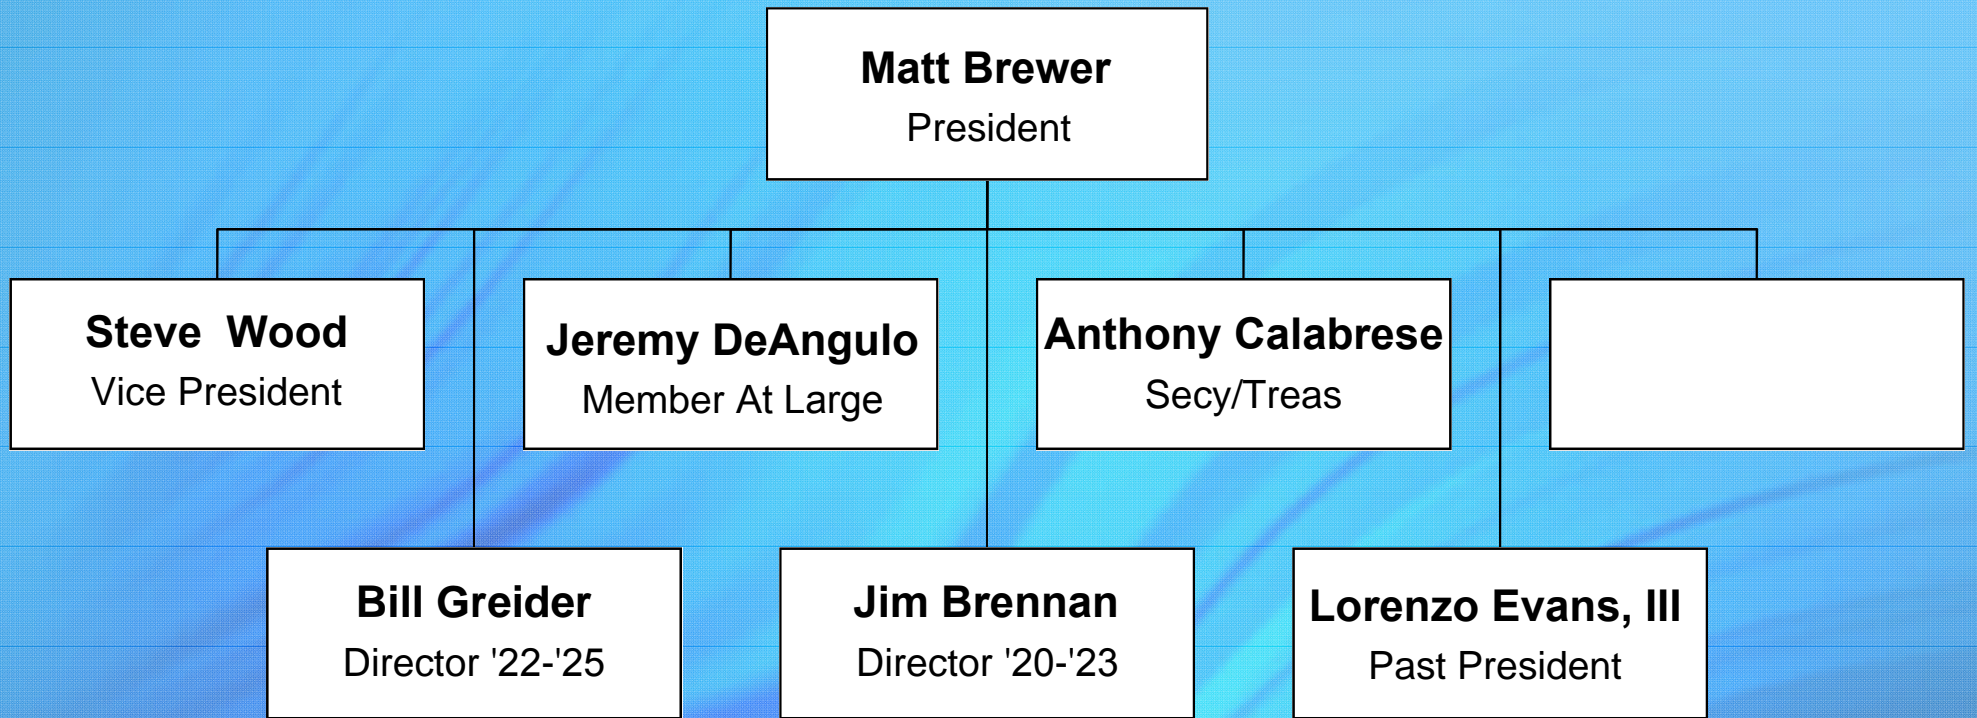 Matt Brewer
President
Steve  Wood
Vice President
Jeremy DeAngulo
Member At Large
Anthony Calabrese
Secy/Treas
Bill Greider
Director '22-'25
Jim Brennan
Director '20-'23
Lorenzo Evans, III
Past President